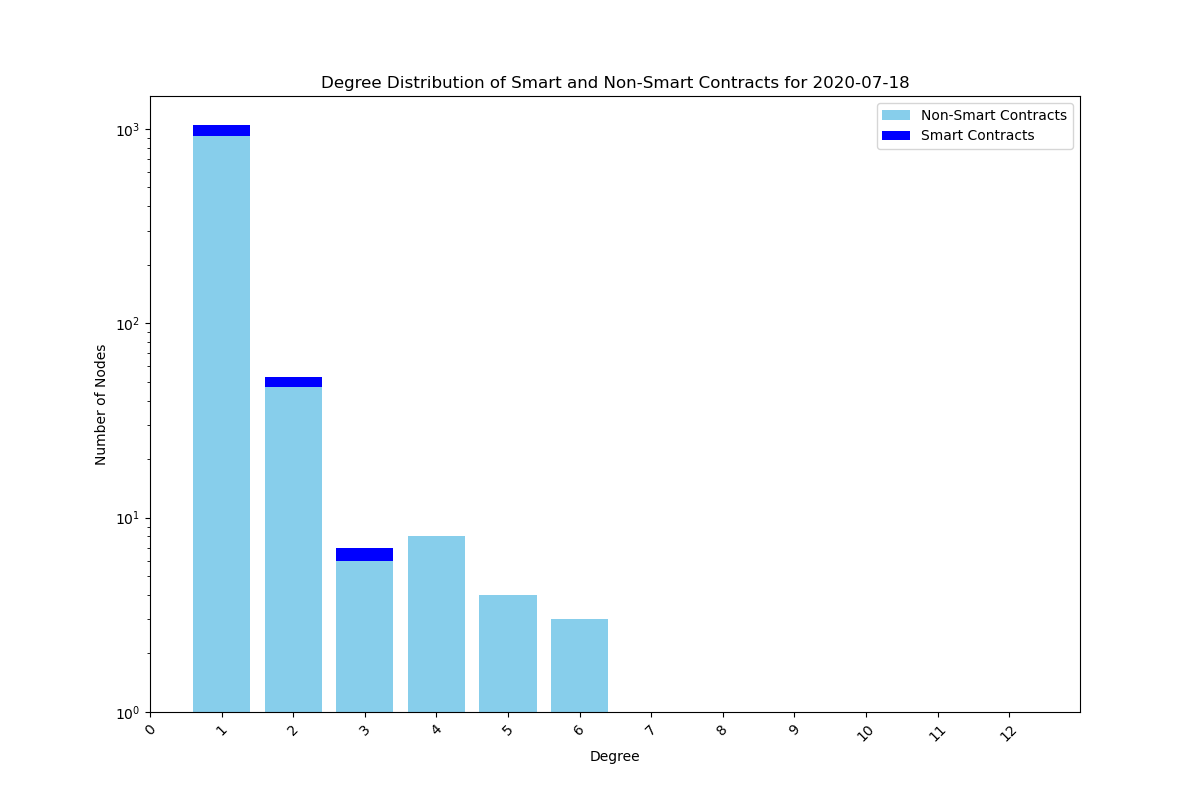 Degree Distribution of Smart and Non-Smart Contracts for 2020-07-18
Non-Smart Contracts
Smart Contracts
Number of Nodes
10³
10²
10¹
10⁰
0 1 2 3 4 5 6 7 8 9 10 11 12
Degree